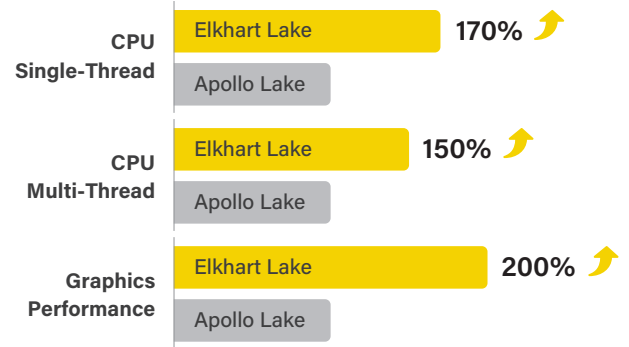 CPU
Single-Thread
Elkhart Lake
170%
Apollo Lake
CPU
Multi-Thread
Elkhart Lake
150%
Apollo Lake
Graphics
Performance
Elkhart Lake
200%
Apollo Lake